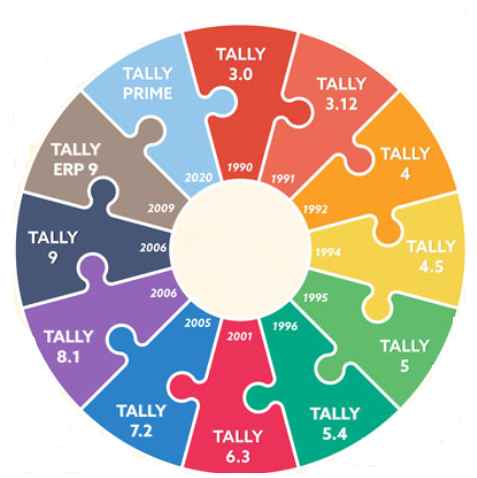 TALLY
3.0
1990
TALLY
3.12
1991
TALLY
4
1992
TALLY
4.5
1994
TALLY
5
1995
TALLY
5.4
1996
TALLY
6.3
2001
TALLY
7.2
2005
TALLY
8.1
2006
TALLY
9
2006
TALLY
ERP 9
2009
TALLY
PRIME
2020